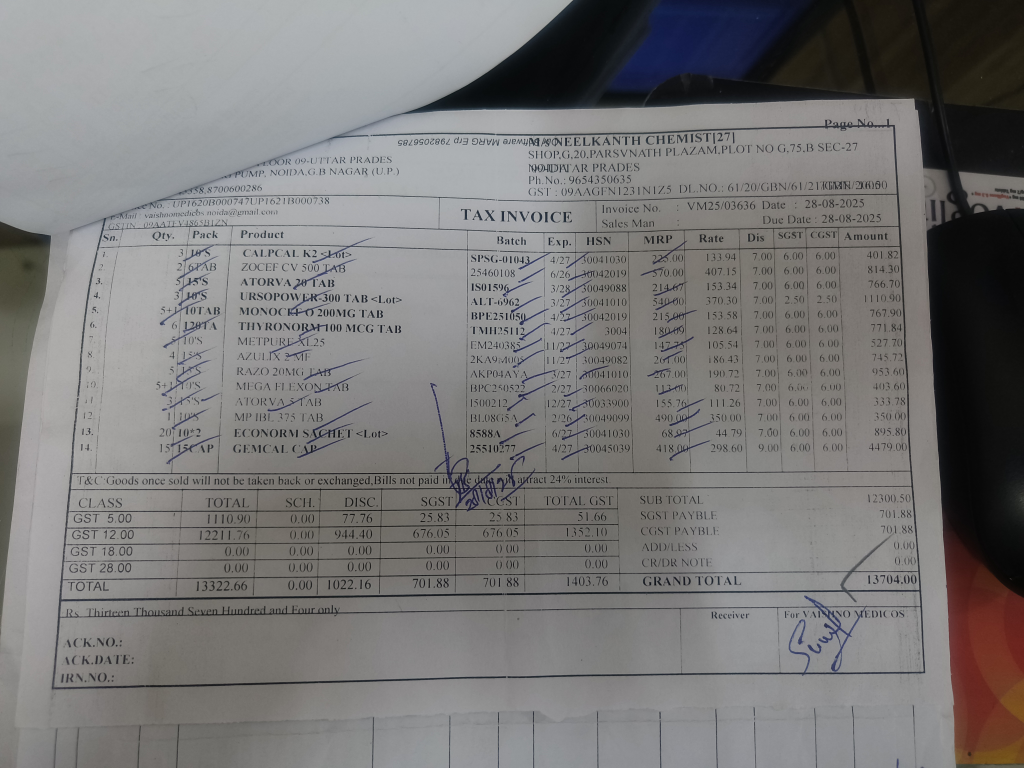 Page No...1
Software MARG Erp 7982056785
M/S NEELKANTH CHEMIST[27]
FLOOR 09-UTTAR PRADES
SHOP,G,20,PARSVNATH PLAZAM,PLOT NO G,75,B SEC-27
PUMP, NOIDA,G.B NAGAR (U.P.)
UTTAR PRADES
Ph.No.: 9654350635
8700600286
GST : 09AAGFN1231N1Z5 DL.NO.: 61/20/GBN/61/21
No.: UP1620B000747UP1621B000738
E-Mail : vaishnomedicos.noida@gmail.com
TAX INVOICE
Invoice No. : VM25/03636 Date : 28-08-2025
Sales Man : Due Date : 28-08-2025
Sn. Qty. Pack Product Batch Exp. HSN MRP Rate Dis SGST CGST Amount
1. 3 10'S CALPCAL K2 <Lot> SPSG-01043 4/27 30041030 225.00 133.94 7.00 6.00 6.00 401.82
2. 2 6TAB ZOCEF CV 500 TAB 25460108 6/26 30042019 570.00 407.15 7.00 6.00 6.00 814.30
3. 5 15'S ATORVA 20 TAB IS01596 3/28 30049088 214.67 153.34 7.00 6.00 6.00 766.70
4. 3 10'S URSOPOWER-300 TAB <Lot> ALT-6962 4/27 30041010 540.00 370.30 7.00 2.50 2.50 1110.90
5. 5+1 10TAB MONOCEF O 200MG TAB BPE251050 4/27 30042019 215.00 153.58 7.00 6.00 6.00 767.90
6. 6 120TA THYRONORM 100 MCG TAB TMH25112 4/27 3004 180.09 128.64 7.00 6.00 6.00 771.84
7. 5 10'S METPURE XL25 EM240385 11/27 30049074 147.75 105.54 7.00 6.00 6.00 527.70
8. 4 15'S AZULIX 2 MF 11/27 30049082 261.00 186.43 7.00 6.00 6.00 745.72
9. 5 15'S RAZO 20MG TAB AKP04AYA 3/27 30041010 267.00 190.72 7.00 6.00 6.00 953.60
10. 5+1 10'S MEGA FLEXON TAB BPC250522 2/27 30066020 113.00 80.72 7.00 6.00 6.00 403.60
11. 3 15'S ATORVA 5 TAB I500212 12/27 30033900 155.76 111.26 7.00 6.00 6.00 333.78
12. 1 10'S MP IBL 375 TAB BL08G5A 2/26 30049099 490.00 350.00 7.00 6.00 6.00 350.00
13. 20 10*2 ECONORM SACHET <Lot> 8588A 6/27 30041030 68.97 44.79 7.00 6.00 6.00 895.80
14. 15 15CAP GEMCAL CAP 25510277 4/27 30045039 418.00 298.60 9.00 6.00 6.00 4479.00
T&C:Goods once sold will not be taken back or exchanged,Bills not paid in attract 24% interest
CLASS TOTAL SCH. DISC. SGST CGST TOTAL GST
GST 5.00 1110.90 0.00 77.76 25.83 25.83 51.66
GST 12.00 12211.76 0.00 944.40 676.05 676.05 1352.10
GST 18.00 0.00 0.00 0.00 0.00 0.00 0.00
GST 28.00 0.00 0.00 0.00 0.00 0.00 0.00
TOTAL 13322.66 0.00 1022.16 701.88 701.88 1403.76
SUB TOTAL 12300.50
SGST PAYBLE 701.88
CGST PAYBLE 701.88
ADD/LESS 0.00
CR/DR NOTE 0.00
GRAND TOTAL 13704.00
Rs. Thirteen Thousand Seven Hundred and Four only
Receiver
For VAISHNO MEDICOS
ACK.NO.:
ACK.DATE:
IRN.NO.: